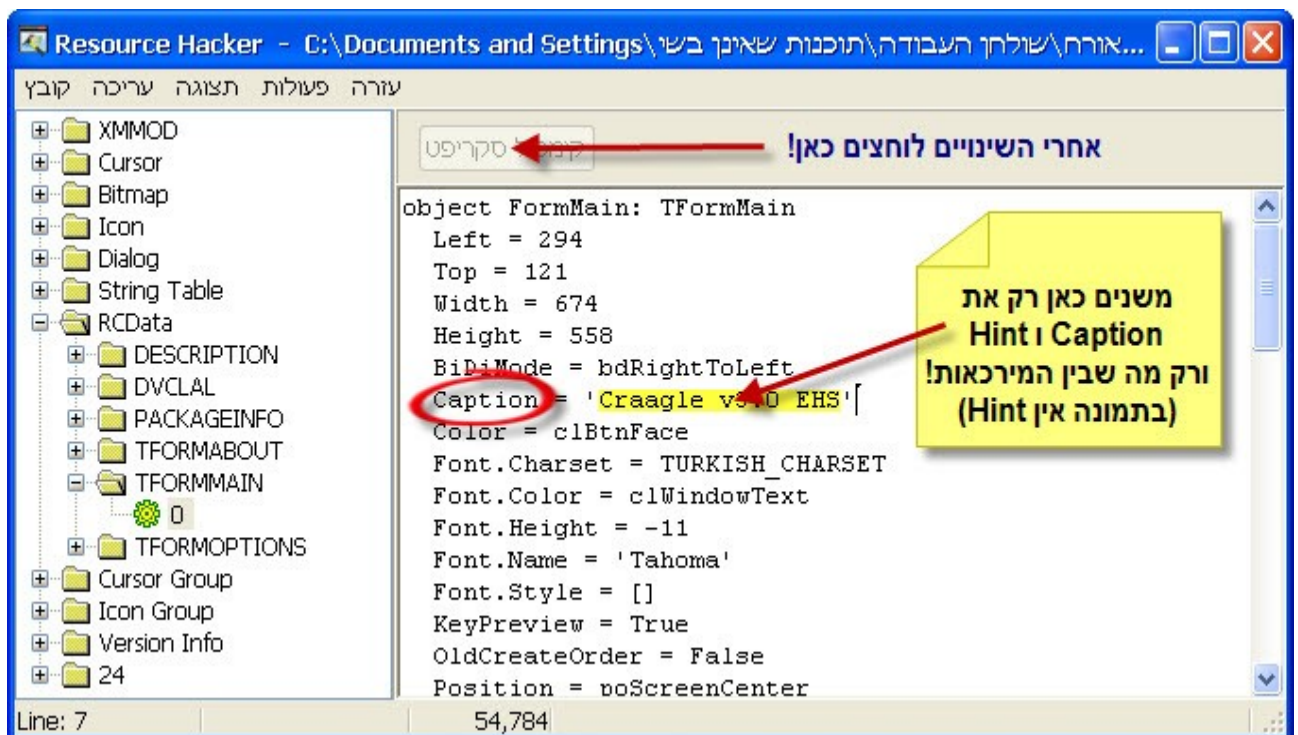 Resource Hacker - C:\Documents and Settings\אורח\שולחן העבודה\תוכנות שאינן בשי...
קובץ עריכה תצוגה פעולות עזרה
XMMOD
Cursor
Bitmap
Icon
Dialog
String Table
RCData
DESCRIPTION
DVCLAL
PACKAGEINFO
TFORMABOUT
TFORMMAIN
0
TFORMOPTIONS
Cursor Group
Icon Group
Version Info
24
סקריפט
אחרי השינויים לוחצים כאן!
object FormMain: TFormMain
Left = 294
Top = 121
Width = 674
Height = 558
BiDiMode = bdRightToLeft
Caption = 'Craagle EHS'
Color = clBtnFace
Font.Charset = TURKISH_CHARSET
Font.Color = clWindowText
Font.Height = -11
Font.Name = 'Tahoma'
Font.Style = []
KeyPreview = True
OldCreateOrder = False
Position = poScreenCenter
משנים כאן רק את
Caption ו Hint
ורק מה שבין המירכאות!
(בתמונה אין Hint)
Line: 7
54,784